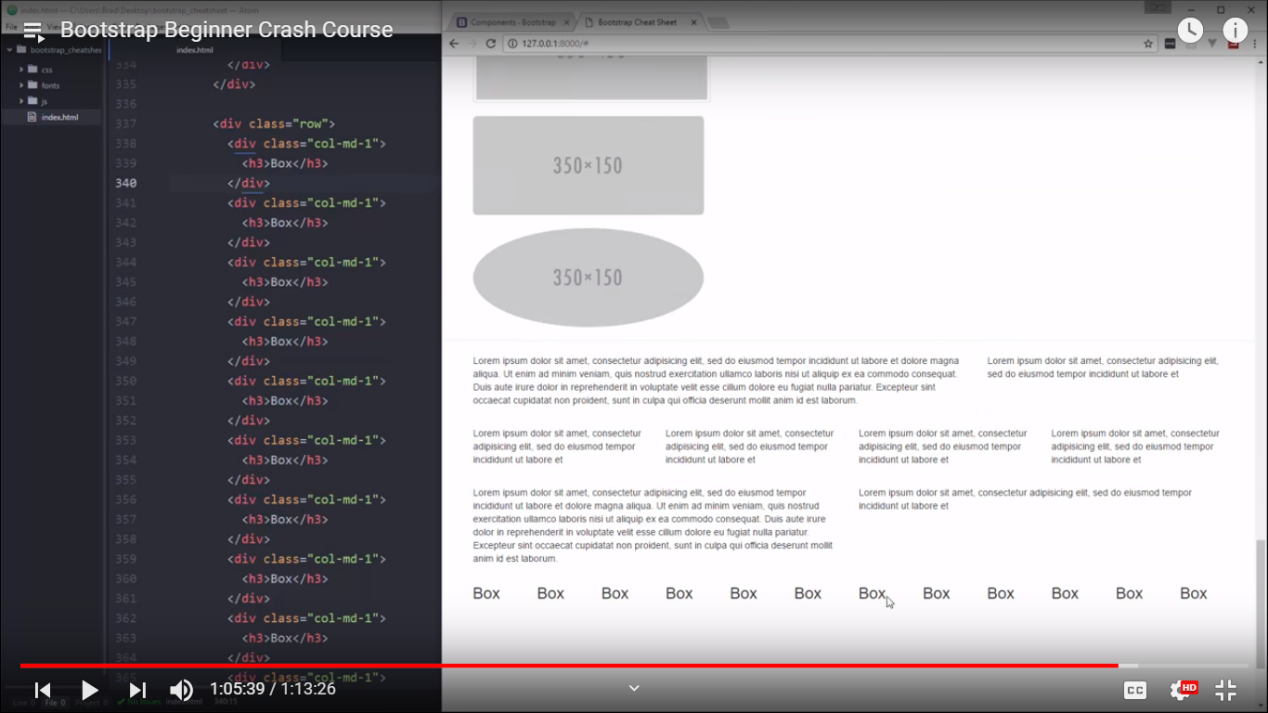 index.html — C:\Users\Brad\Desktop\bootstrap_cheatsheet — Atom
Bootstrap Beginner Crash Course
Components · Bootstrap
Bootstrap Cheat Sheet
127.0.0.1:8000/#
bootstrap_cheatshee
css
fonts
js
index.html
index.html
334 </div>
335 </div>
336
337 <div class="row">
338 <div class="col-md-1">
339 <h3>Box</h3>
340 </div>
341 <div class="col-md-1">
342 <h3>Box</h3>
343 </div>
344 <div class="col-md-1">
345 <h3>Box</h3>
346 </div>
347 <div class="col-md-1">
348 <h3>Box</h3>
349 </div>
350 <div class="col-md-1">
351 <h3>Box</h3>
352 </div>
353 <div class="col-md-1">
354 <h3>Box</h3>
355 </div>
356 <div class="col-md-1">
357 <h3>Box</h3>
358 </div>
359 <div class="col-md-1">
360 <h3>Box</h3>
361 </div>
362 <div class="col-md-1">
363 <h3>Box</h3>
364 </div>
365 <div class="col-md-1">
350×150
350×150
Lorem ipsum dolor sit amet, consectetur adipisicing elit, sed do eiusmod tempor incididunt ut labore et dolore magna
aliqua. Ut enim ad minim veniam, quis nostrud exercitation ullamco laboris nisi ut aliquip ex ea commodo consequat.
Duis aute irure dolor in reprehenderit in voluptate velit esse cillum dolore eu fugiat nulla pariatur. Excepteur sint
occaecat cupidatat non proident, sunt in culpa qui officia deserunt mollit anim id est laborum.
Lorem ipsum dolor sit amet, consectetur adipisicing elit,
sed do eiusmod tempor incididunt ut labore et
Lorem ipsum dolor sit amet, consectetur
adipisicing elit, sed do eiusmod tempor
incididunt ut labore et
Lorem ipsum dolor sit amet, consectetur
adipisicing elit, sed do eiusmod tempor
incididunt ut labore et
Lorem ipsum dolor sit amet, consectetur
adipisicing elit, sed do eiusmod tempor
incididunt ut labore et
Lorem ipsum dolor sit amet, consectetur
adipisicing elit, sed do eiusmod tempor
incididunt ut labore et
Lorem ipsum dolor sit amet, consectetur adipisicing elit, sed do eiusmod tempor
incididunt ut labore et dolore magna aliqua. Ut enim ad minim veniam, quis nostrud
exercitation ullamco laboris nisi ut aliquip ex ea commodo consequat. Duis aute irure
dolor in reprehenderit in voluptate velit esse cillum dolore eu fugiat nulla pariatur.
Excepteur sint occaecat cupidatat non proident, sunt in culpa qui officia deserunt mollit
anim id est laborum.
Lorem ipsum dolor sit amet, consectetur adipisicing elit, sed do eiusmod tempor
incididunt ut labore et
Box Box Box Box Box Box Box Box Box Box Box Box
1:05:39 / 1:13:26
CC
HD